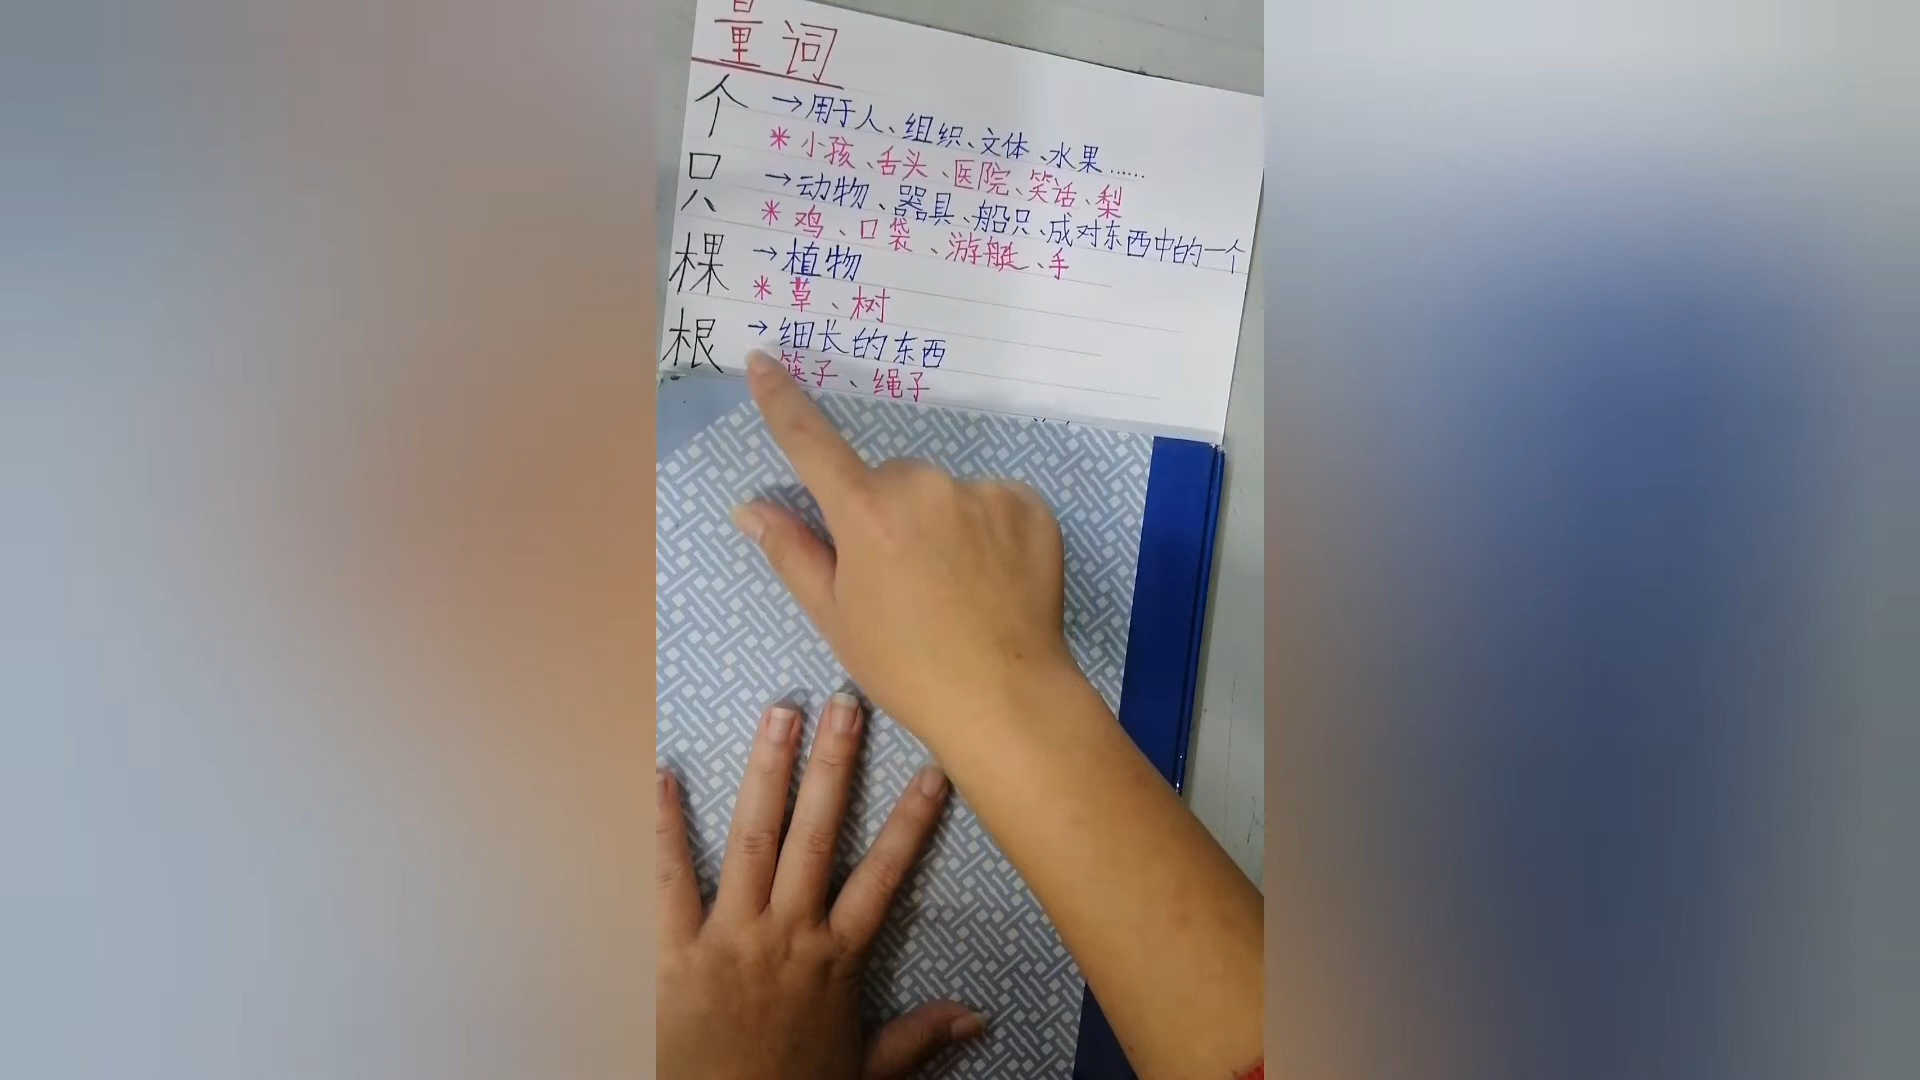 量词
个 →用于人、组织、文体、水果……
*小孩、舌头、医院、笑话、梨
只 →动物、器具、船只、成对东西中的一个
*鸡、口袋、游艇、手
棵 →植物
*草、树
根 →细长的东西
筷子、绳子